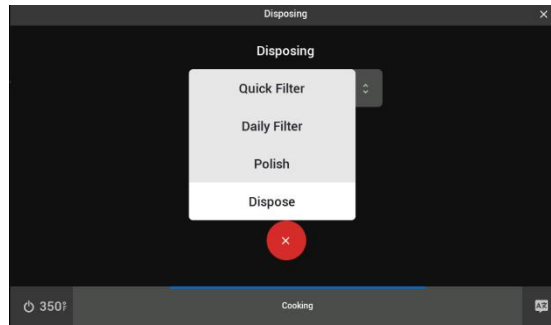 Disposing
Disposing
Quick Filter
Daily Filter
Polish
Dispose
350°F
Cooking